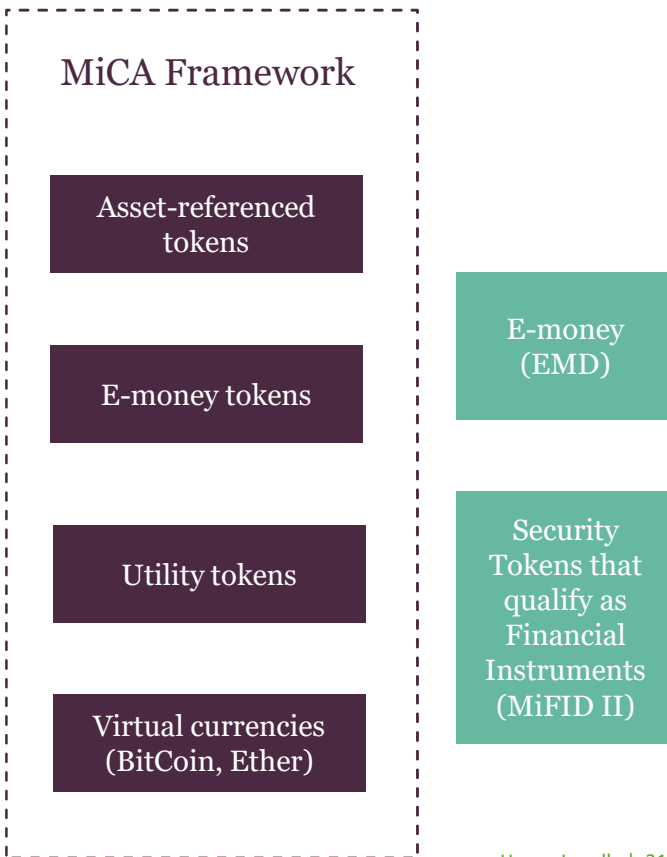 MiCA Framework
Asset-referenced
tokens
E-money tokens
Utility tokens
Virtual currencies
(BitCoin, Ether)
E-money
(EMD)
Security
Tokens that
qualify as
Financial
Instruments
(MiFID II)